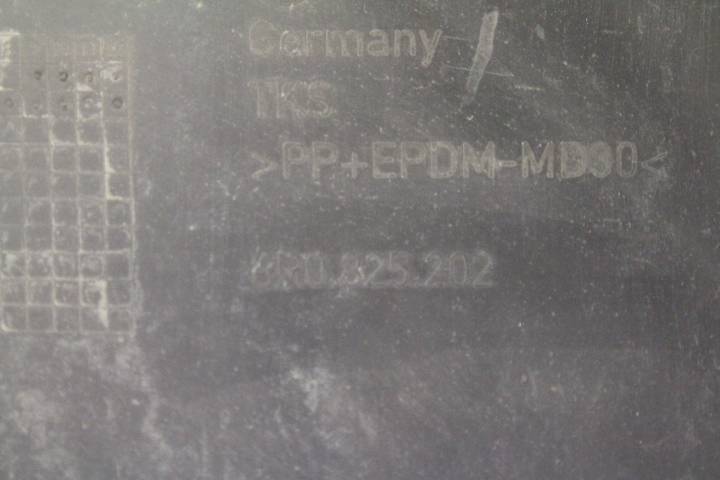 Germany
TKS
>PP+EPDM-MD30<
6R0.825.202